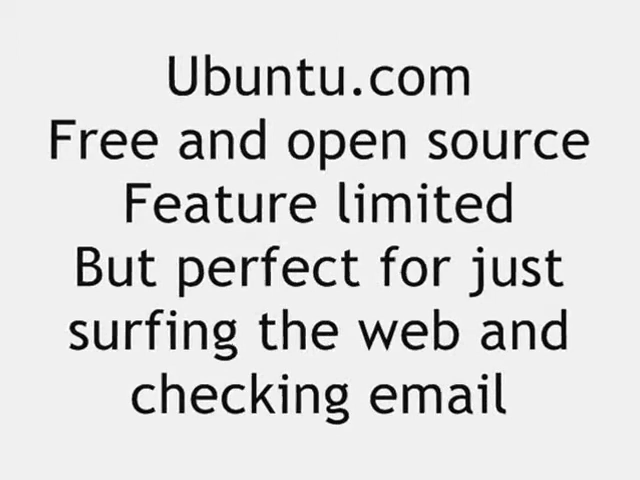 Ubuntu.com
Free and open source
Feature limited
But perfect for just
surfing the web and
checking email